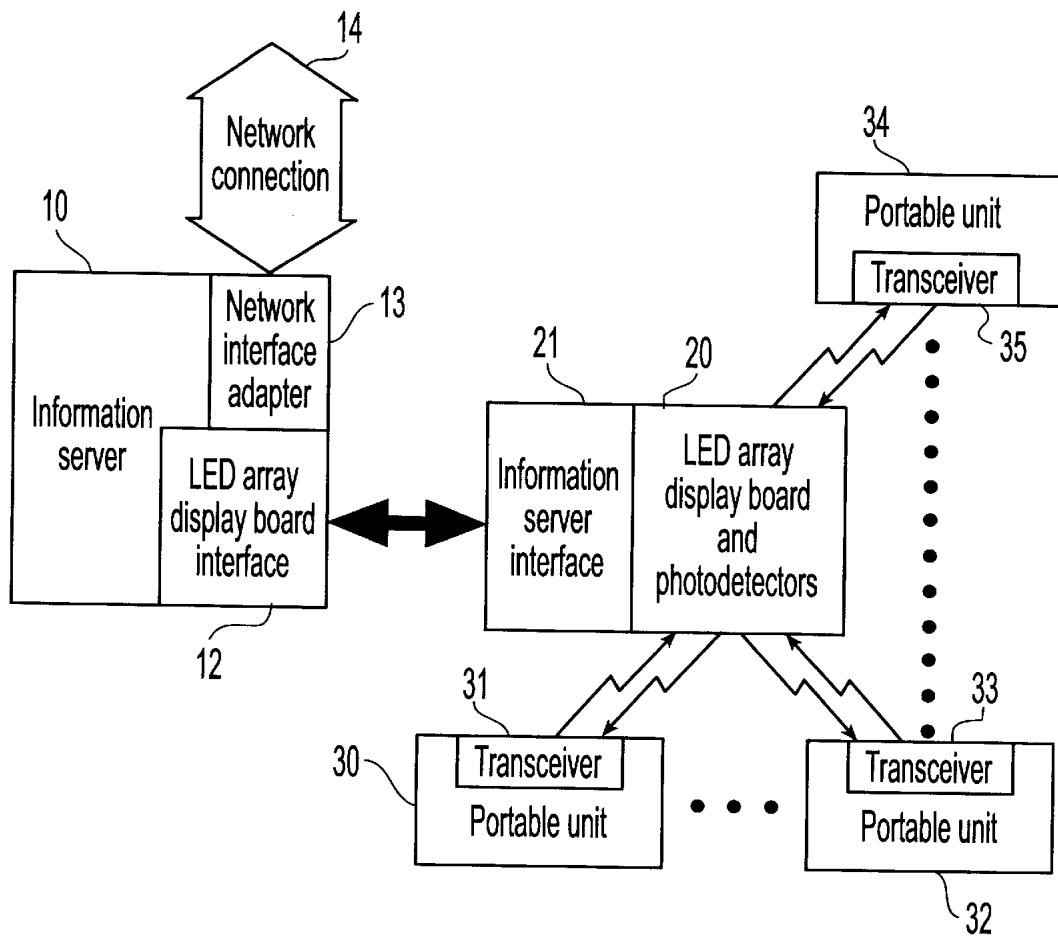 14
Network
connection
10
Network
interface
adapter
13
Information
server
LED array
display board
interface
12
34
Portable unit
Transceiver
35
21
20
Information
server
interface
LED array
display board
and
photodetectors
31
30
Transceiver
Portable unit
33
Transceiver
Portable unit
32